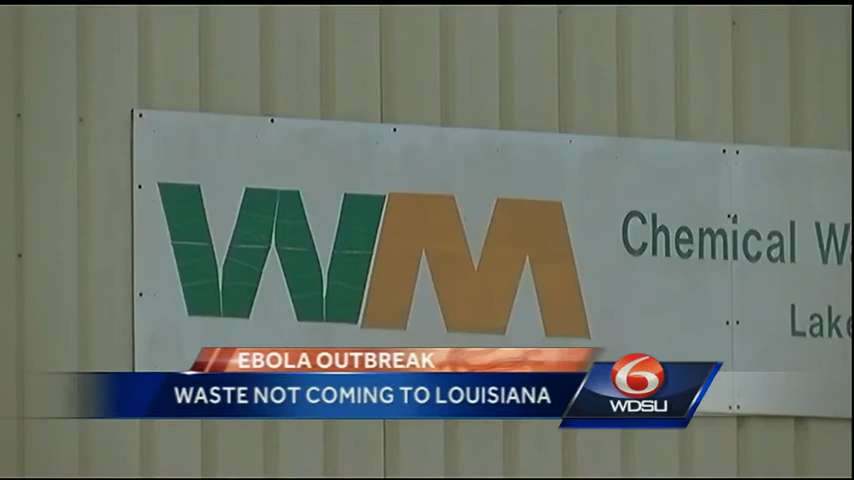 WM
Chemical
Lake
EBOLA OUTBREAK
WASTE NOT COMING TO LOUISIANA
6
WDSU